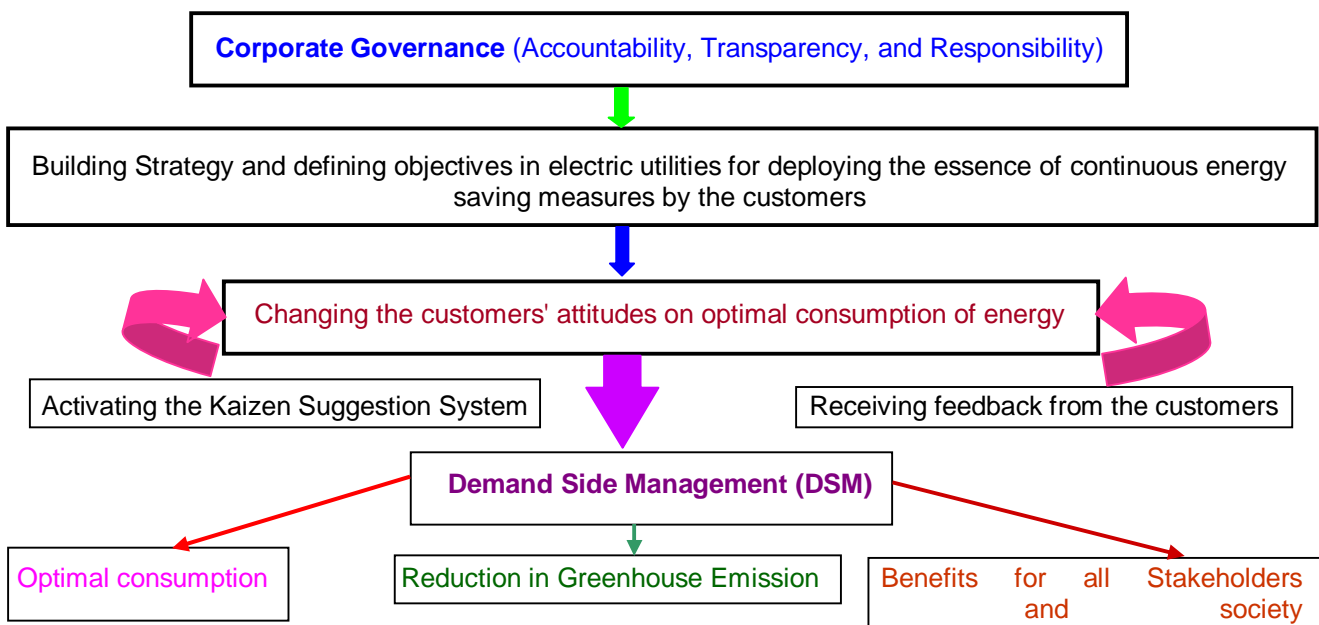 Corporate Governance (Accountability, Transparency, and Responsibility)
Building Strategy and defining objectives in electric utilities for deploying the essence of continuous energy
saving measures by the customers
Changing the customers' attitudes on optimal consumption of energy
Activating the Kaizen Suggestion System
Receiving feedback from the customers
Demand Side Management (DSM)
Optimal consumption
Reduction in Greenhouse Emission
Benefits for all Stakeholders
and society